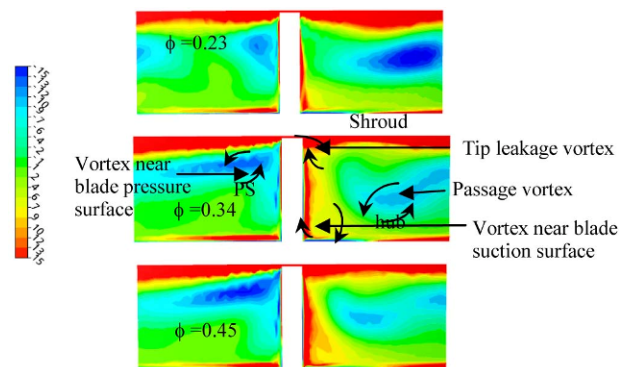 ϕ =0.23
Shroud
Tip leakage vortex
Vortex near
blade pressure
surface
PS
Passage vortex
hub
ϕ =0.34
Vortex near blade
suction surface
ϕ =0.45